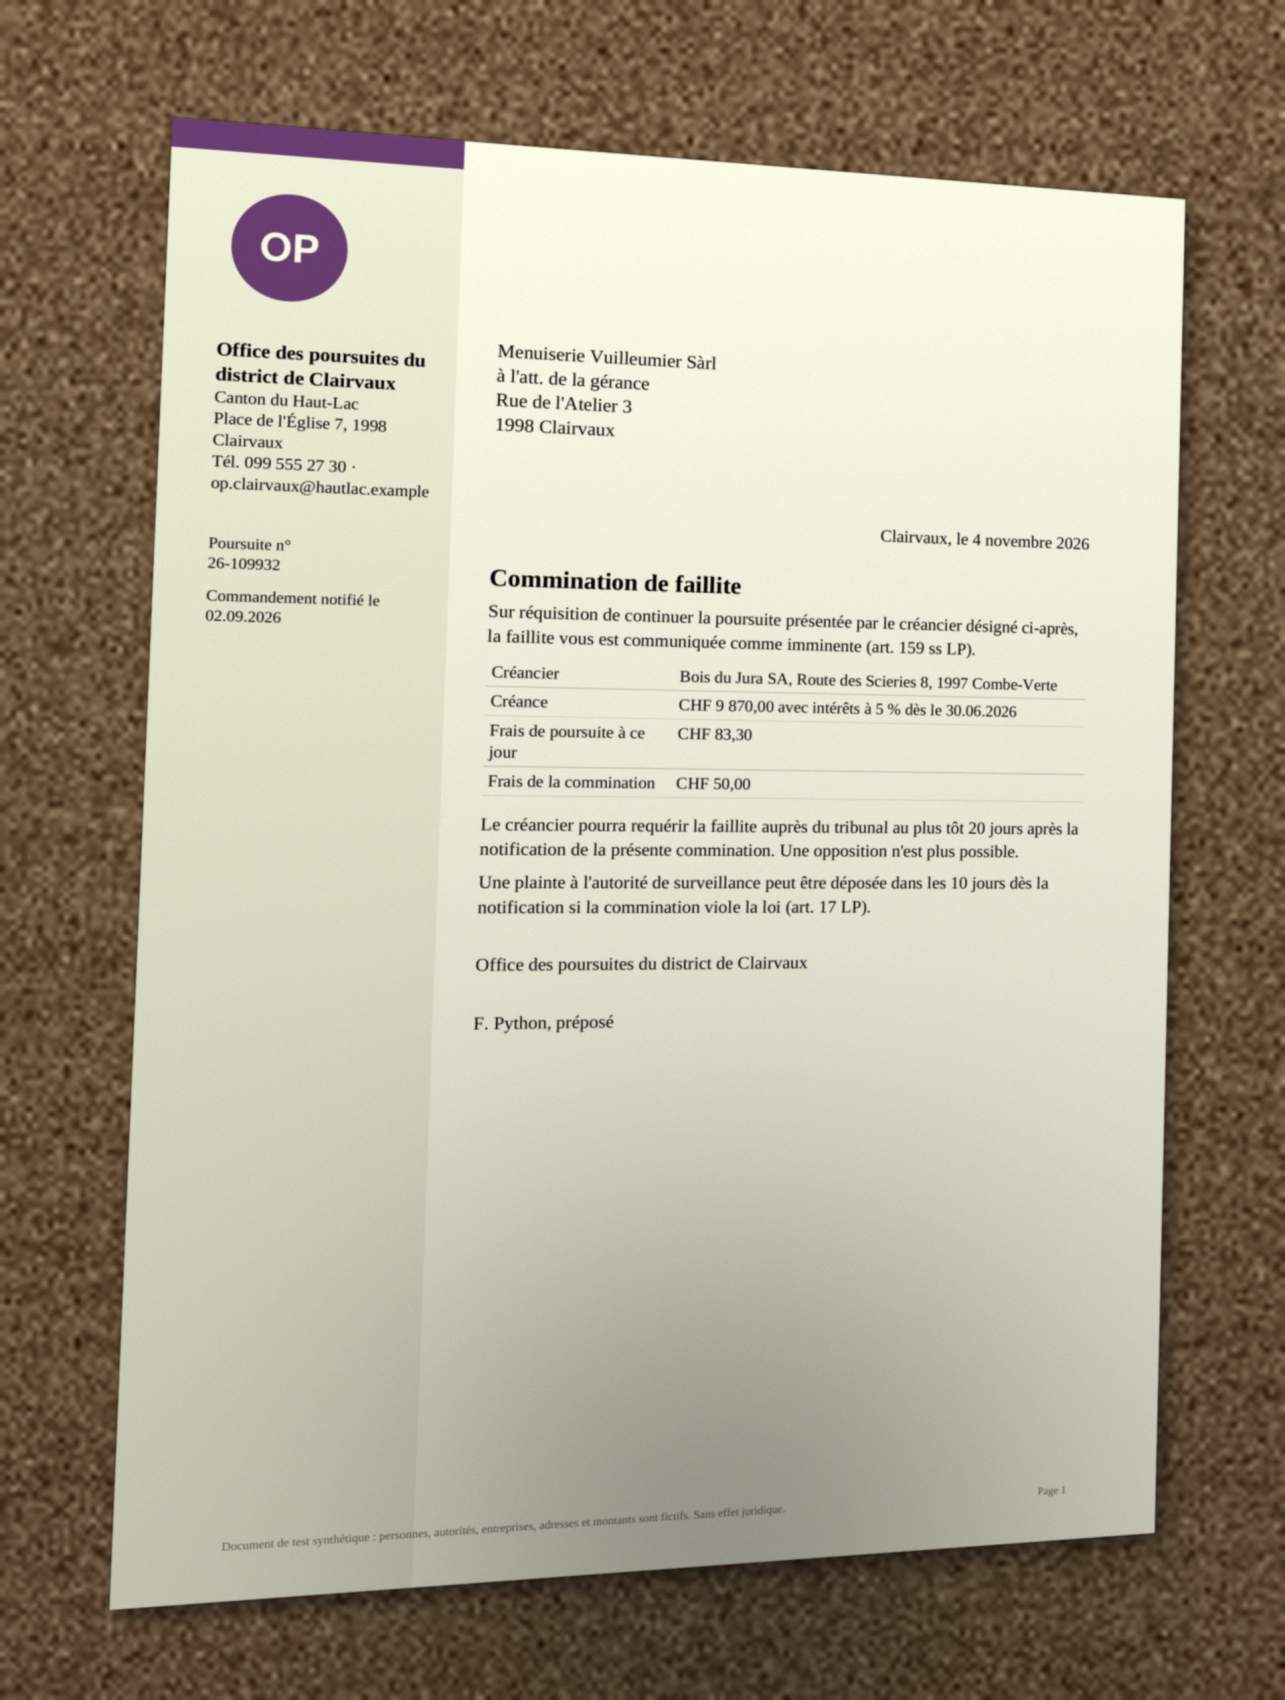 OP
Office des poursuites du
district de Clairvaux
Canton du Haut-Lac
Place de l'Église 7, 1998
Clairvaux
Tél. 099 555 27 30 ·
op.clairvaux@hautlac.example
Poursuite n°
26-109932
Commandement notifié le
02.09.2026
Menuiserie Vuilleumier Sàrl
à l'att. de la gérance
Rue de l'Atelier 3
1998 Clairvaux
Clairvaux, le 4 novembre 2026
Commination de faillite
Sur réquisition de continuer la poursuite présentée par le créancier désigné ci-après,
la faillite vous est communiquée comme imminente (art. 159 ss LP).
Créancier Bois du Jura SA, Route des Scieries 8, 1997 Combe-Verte
Créance CHF 9 870,00 avec intérêts à 5 % dès le 30.06.2026
Frais de poursuite à ce CHF 83,30
jour
Frais de la commination CHF 50,00
Le créancier pourra requérir la faillite auprès du tribunal au plus tôt 20 jours après la
notification de la présente commination. Une opposition n'est plus possible.
Une plainte à l'autorité de surveillance peut être déposée dans les 10 jours dès la
notification si la commination viole la loi (art. 17 LP).
Office des poursuites du district de Clairvaux
F. Python, préposé
Document de test synthétique : personnes, autorités, entreprises, adresses et montants sont fictifs. Sans effet juridique.
Page 1